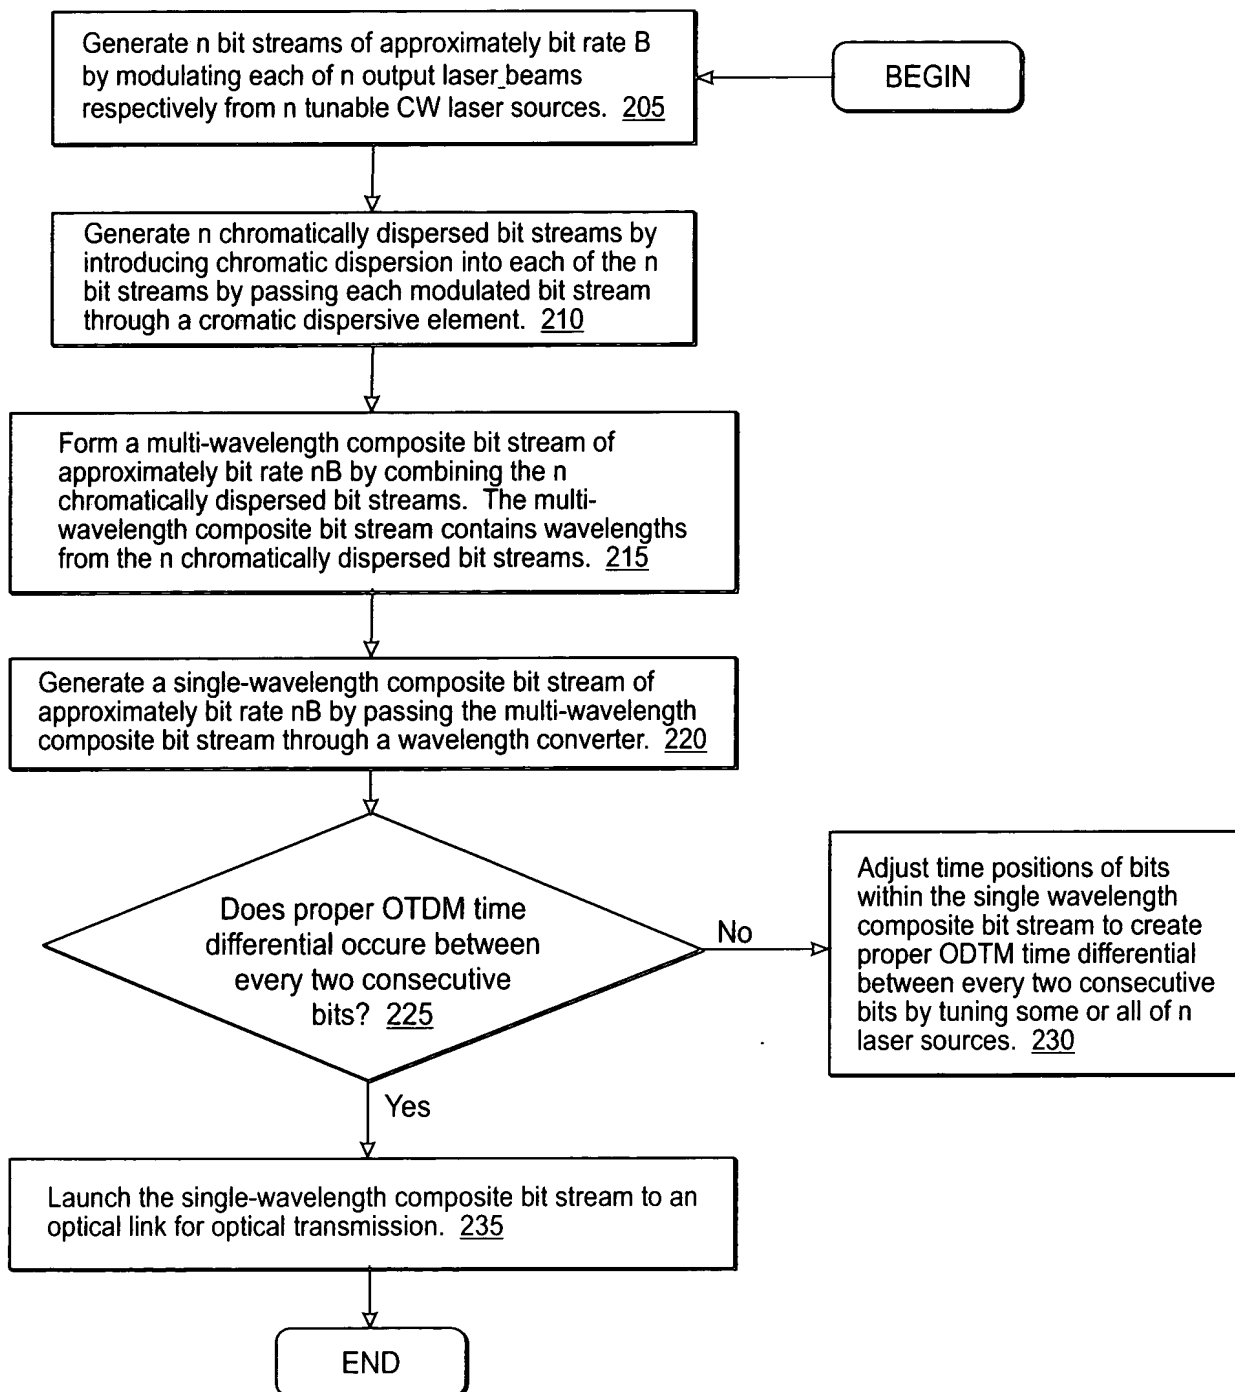 BEGIN
Generate n bit streams of approximately bit rate B
by modulating each of n output laser beams
respectively from n tunable CW laser sources. 205
Generate n chromatically dispersed bit streams by
introducing chromatic dispersion into each of the n
bit streams by passing each modulated bit stream
through a cromatic dispersive element. 210
Form a multi-wavelength composite bit stream of
approximately bit rate nB by combining the n
chromatically dispersed bit streams. The multi-
wavelength composite bit stream contains wavelengths
from the n chromatically dispersed bit streams. 215
Generate a single-wavelength composite bit stream of
approximately bit rate nB by passing the multi-wavelength
composite bit stream through a wavelength converter. 220
Does proper OTDM time
differential occure between
every two consecutive
bits? 225
No
Adjust time positions of bits
within the single wavelength
composite bit stream to create
proper ODTM time differential
between every two consecutive
bits by tuning some or all of n
laser sources. 230
Yes
Launch the single-wavelength composite bit stream to an
optical link for optical transmission. 235
END